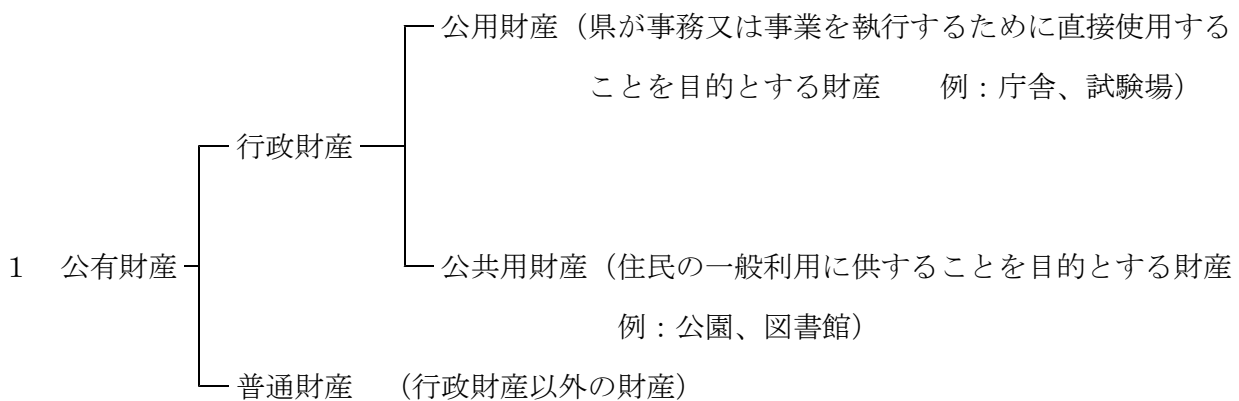 公用財産（県が事務又は事業を執行するために直接使用する
ことを目的とする財産　　例：庁舎、試験場）
行政財産
1　公有財産
公共用財産（住民の一般利用に供することを目的とする財産
例：公園、図書館）
普通財産　（行政財産以外の財産）